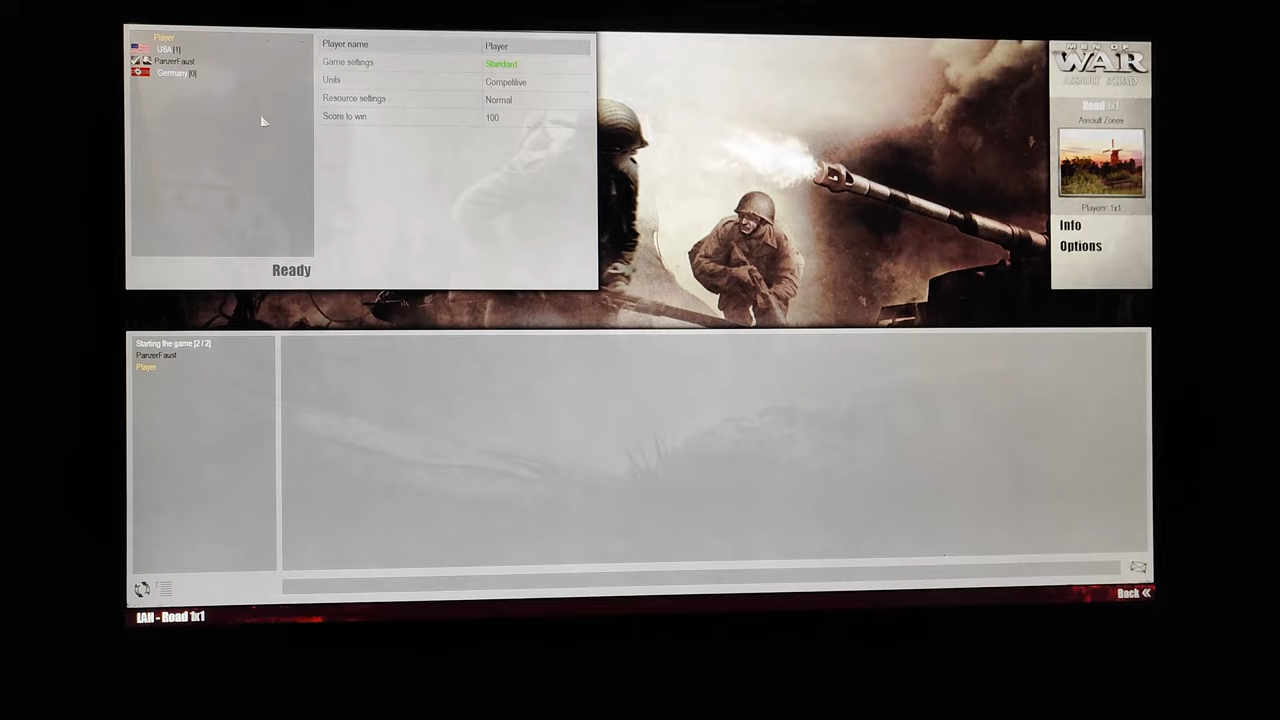 Player
USA [1]
PanzerFaust
Germany [0]
Ready
Player name Player
Game settings Standard
Units Competitive
Resource settings Normal
Score to win 100
MEN OF
WAR
ASSAULT SQUAD
Road 1x1
Assault Zones
Players: 1x1
Info
Options
Starting the game [2 / 2]
PanzerFaust
Player
Back
LAH - Road 1x1